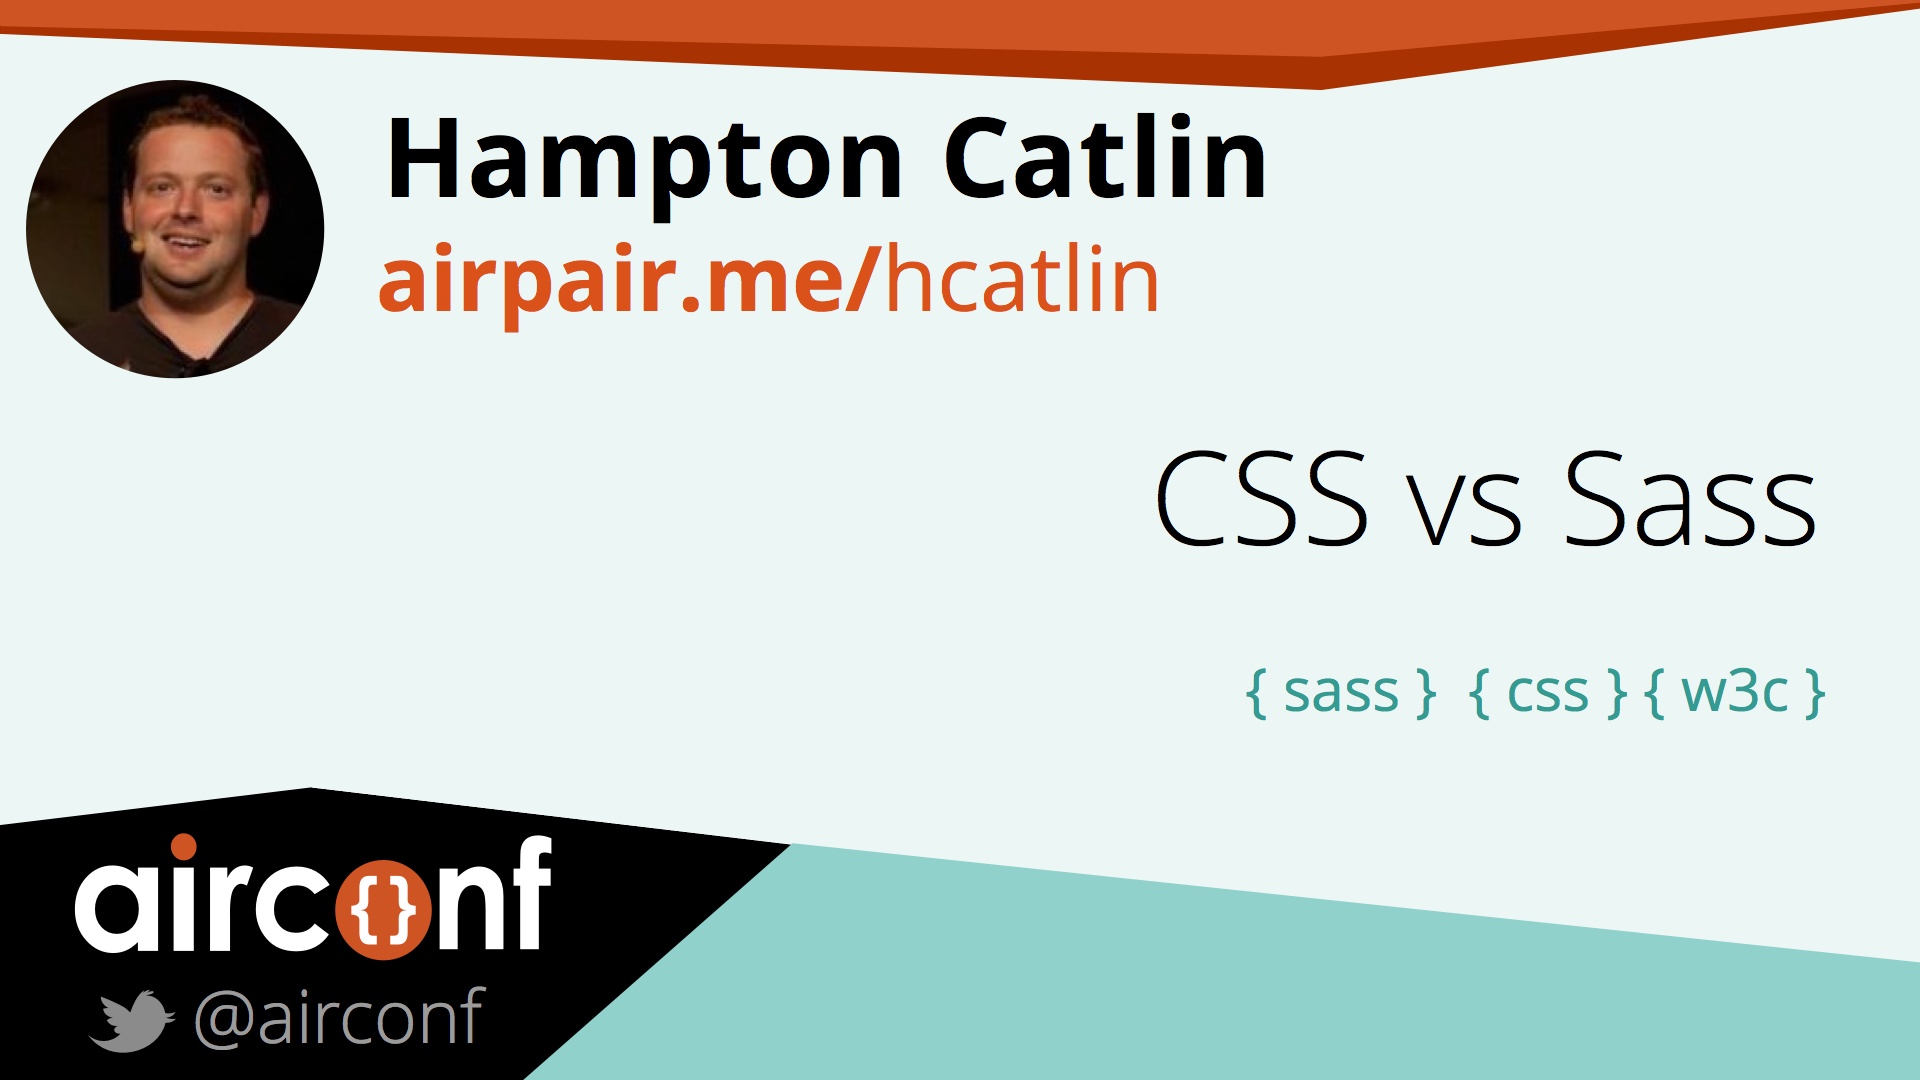 Hampton Catlin
airpair.me/hcatlin
CSS vs Sass
{ sass } { css } { w3c }
airc{}nf
@airconf